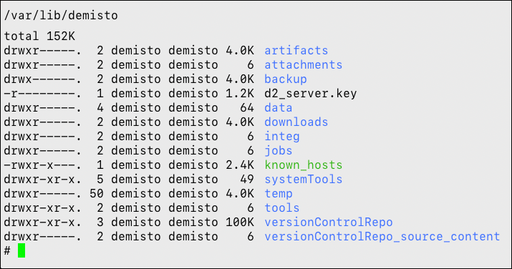 /var/lib/demisto
total 152K
drwxr-----.  2 demisto demisto 4.0K artifacts
drwxr-----.  2 demisto demisto    6 attachments
drwx------.  2 demisto demisto 4.0K backup
-r--------.  1 demisto demisto 1.2K d2_server.key
drwxr-----.  4 demisto demisto   64 data
drwxr-----.  2 demisto demisto 4.0K downloads
drwxr-----.  2 demisto demisto    6 integ
drwxr-----.  2 demisto demisto    6 jobs
-rwxr-x---.  1 demisto demisto 2.4K known_hosts
drwxr-xr-x.  5 demisto demisto   49 systemTools
drwxr-----. 50 demisto demisto 4.0K temp
drwxr-xr-x.  2 demisto demisto    6 tools
drwxr-xr-x.  3 demisto demisto 100K versionControlRepo
drwxr-----.  2 demisto demisto    6 versionControlRepo_source_content
#